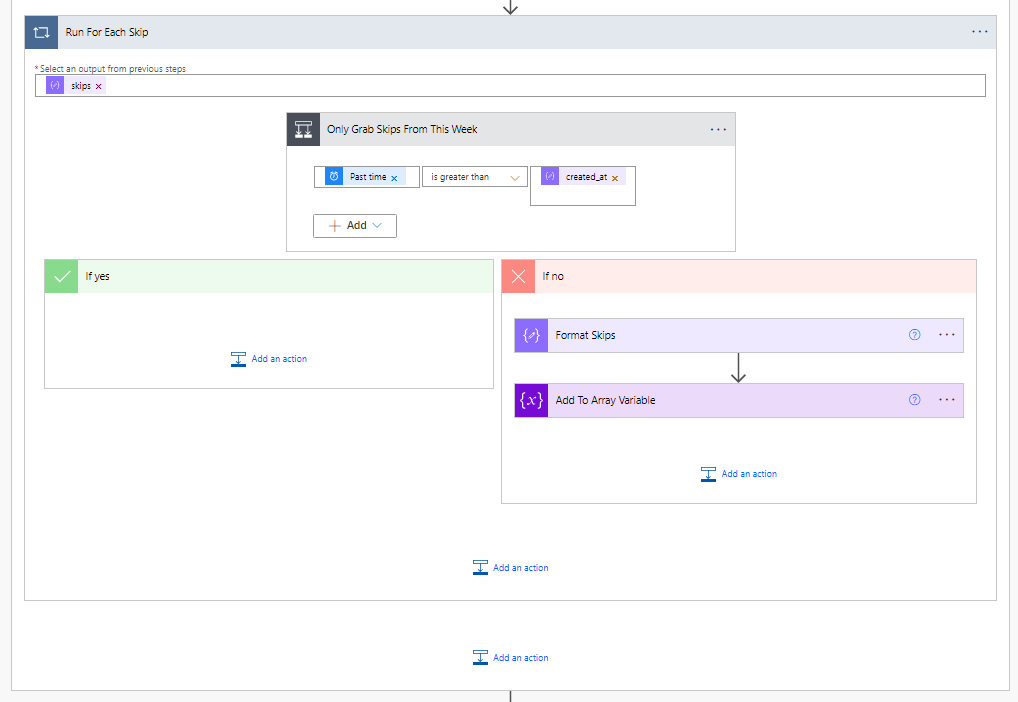 Run For Each Skip
* Select an output from previous steps
skips ×
Only Grab Skips From This Week
Past time × is greater than created_at ×
Add
If yes
If no
Format Skips
{x} Add To Array Variable
Add an action
Add an action
Add an action
Add an action